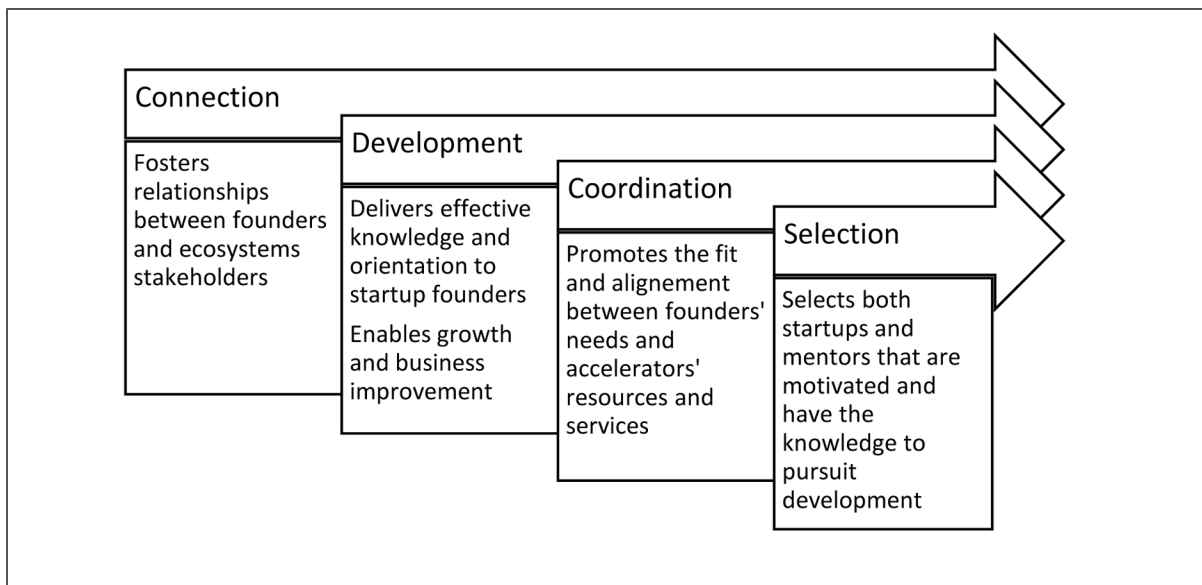 Connection
Fosters
relationships
between founders
and ecosystems
stakeholders
Development
Delivers effective
knowledge and
orientation to
startup founders
Enables growth
and business
improvement
Coordination
Promotes the fit
and alignement
between founders'
needs and
accelerators'
resources and
services
Selection
Selects both
startups and
mentors that are
motivated and
have the
knowledge to
pursuit
development